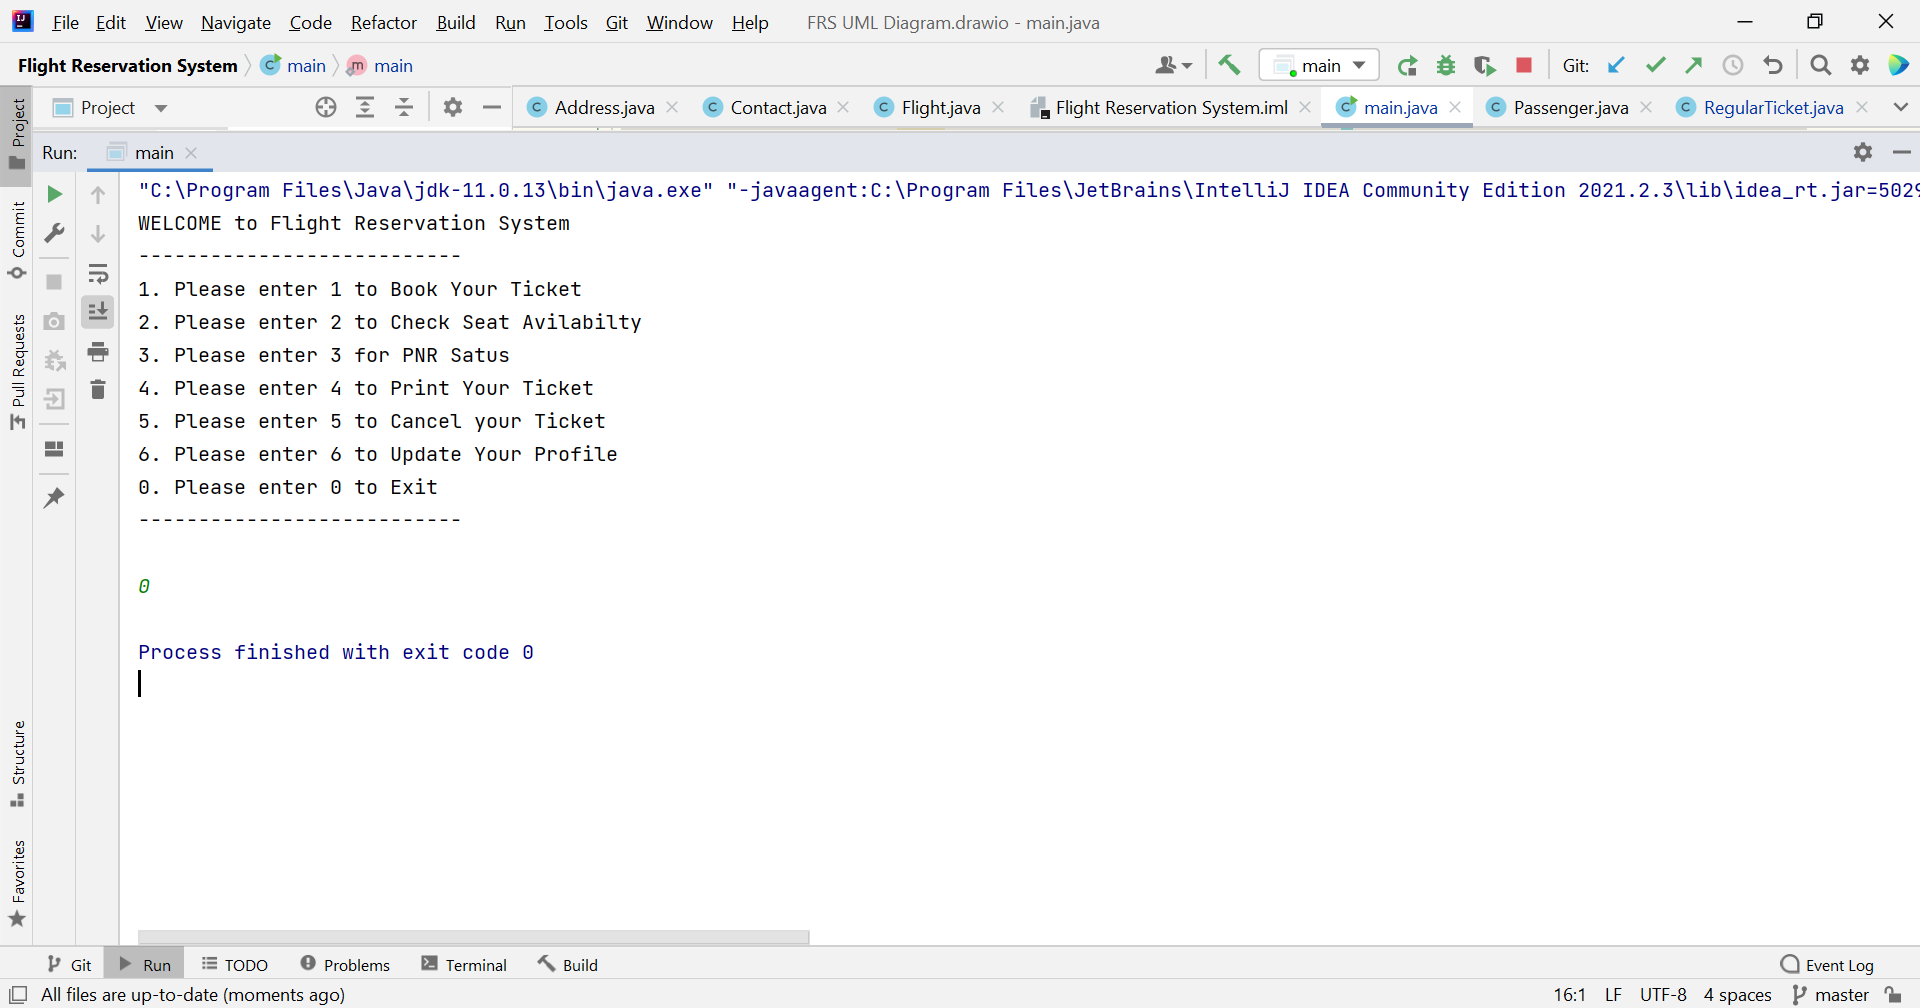 File Edit View Navigate Code Refactor Build Run Tools Git Window Help FRS UML Diagram.drawio - main.java
Flight Reservation System main main main Git:
Project Address.java Contact.java Flight.java Flight Reservation System.iml main.java Passenger.java RegularTicket.java
Run: main
"C:\Program Files\Java\jdk-11.0.13\bin\java.exe" "-javaagent:C:\Program Files\JetBrains\IntelliJ IDEA Community Edition 2021.2.3\lib\idea_rt.jar=5029
WELCOME to Flight Reservation System
---------------------------
1. Please enter 1 to Book Your Ticket
2. Please enter 2 to Check Seat Avilabilty
3. Please enter 3 for PNR Satus
4. Please enter 4 to Print Your Ticket
5. Please enter 5 to Cancel your Ticket
6. Please enter 6 to Update Your Profile
0. Please enter 0 to Exit
---------------------------
0
Process finished with exit code 0
Project
Commit
Pull Requests
Structure
Favorites
Git Run TODO Problems Terminal Build Event Log
All files are up-to-date (moments ago) 16:1 LF UTF-8 4 spaces master